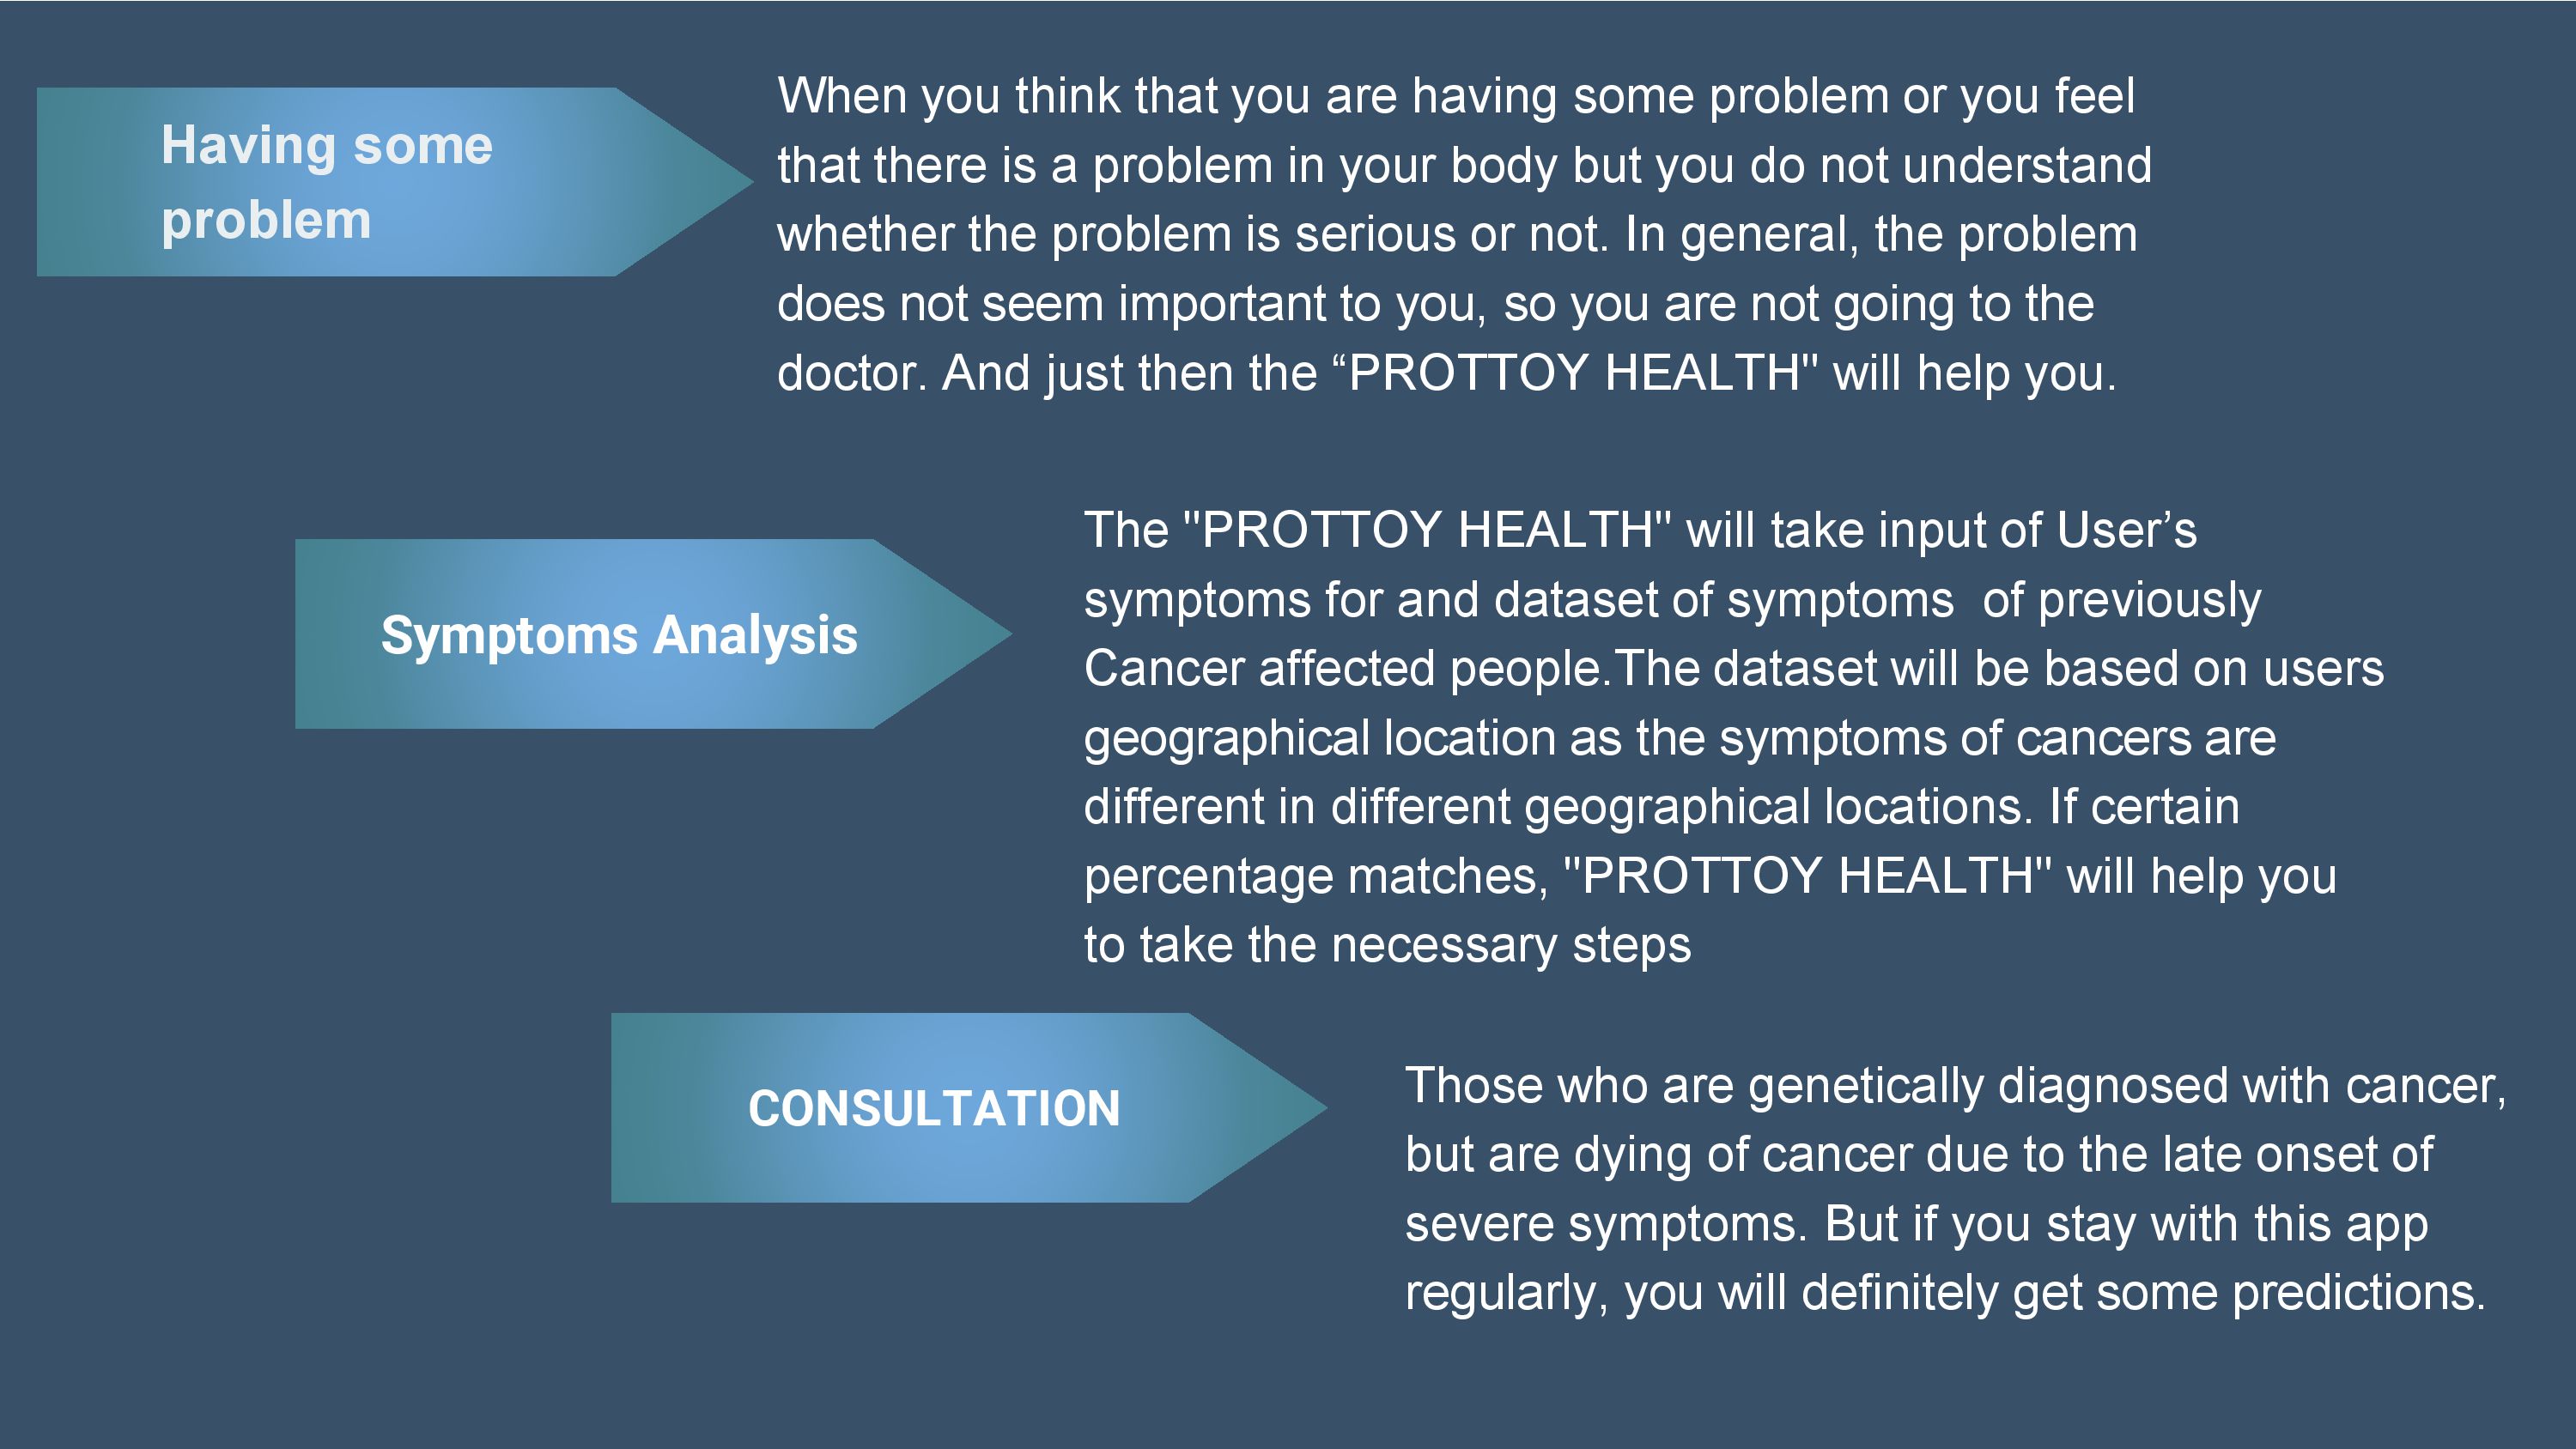 Having some
problem
When you think that you are having some problem or you feel
that there is a problem in your body but you do not understand
whether the problem is serious or not. In general, the problem
does not seem important to you, so you are not going to the
doctor. And just then the “PROTTOY HEALTH" will help you.
Symptoms Analysis
The "PROTTOY HEALTH" will take input of User’s
symptoms for and dataset of symptoms  of previously
Cancer affected people.The dataset will be based on users
geographical location as the symptoms of cancers are
different in different geographical locations. If certain
percentage matches, "PROTTOY HEALTH" will help you
to take the necessary steps
CONSULTATION
Those who are genetically diagnosed with cancer,
but are dying of cancer due to the late onset of
severe symptoms. But if you stay with this app
regularly, you will definitely get some predictions.